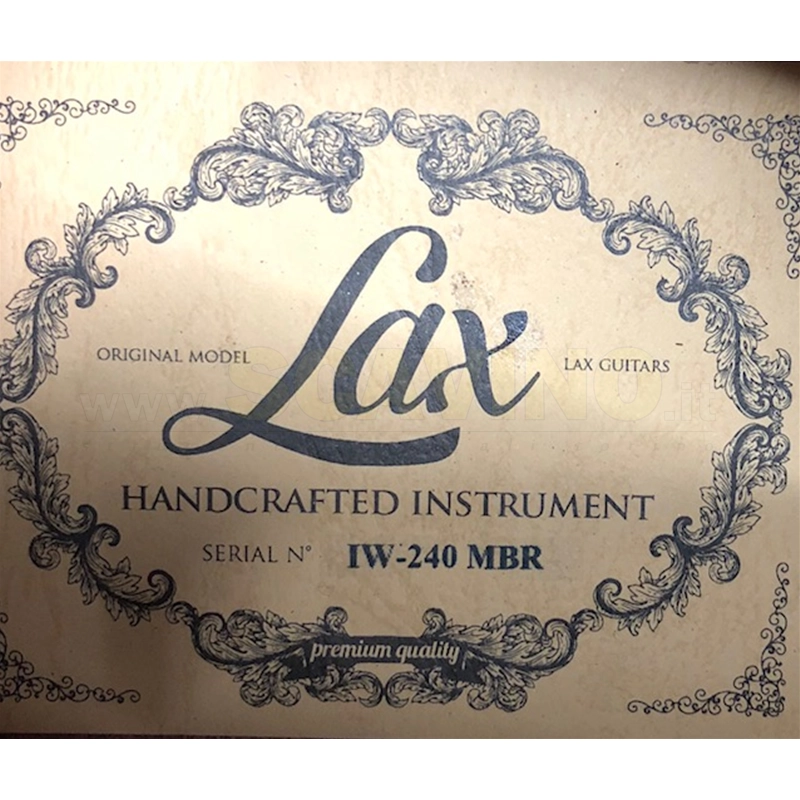 Lax
ORIGINAL MODEL
LAX GUITARS
HANDCRAFTED INSTRUMENT
SERIAL N° IW-240 MBR
premium quality